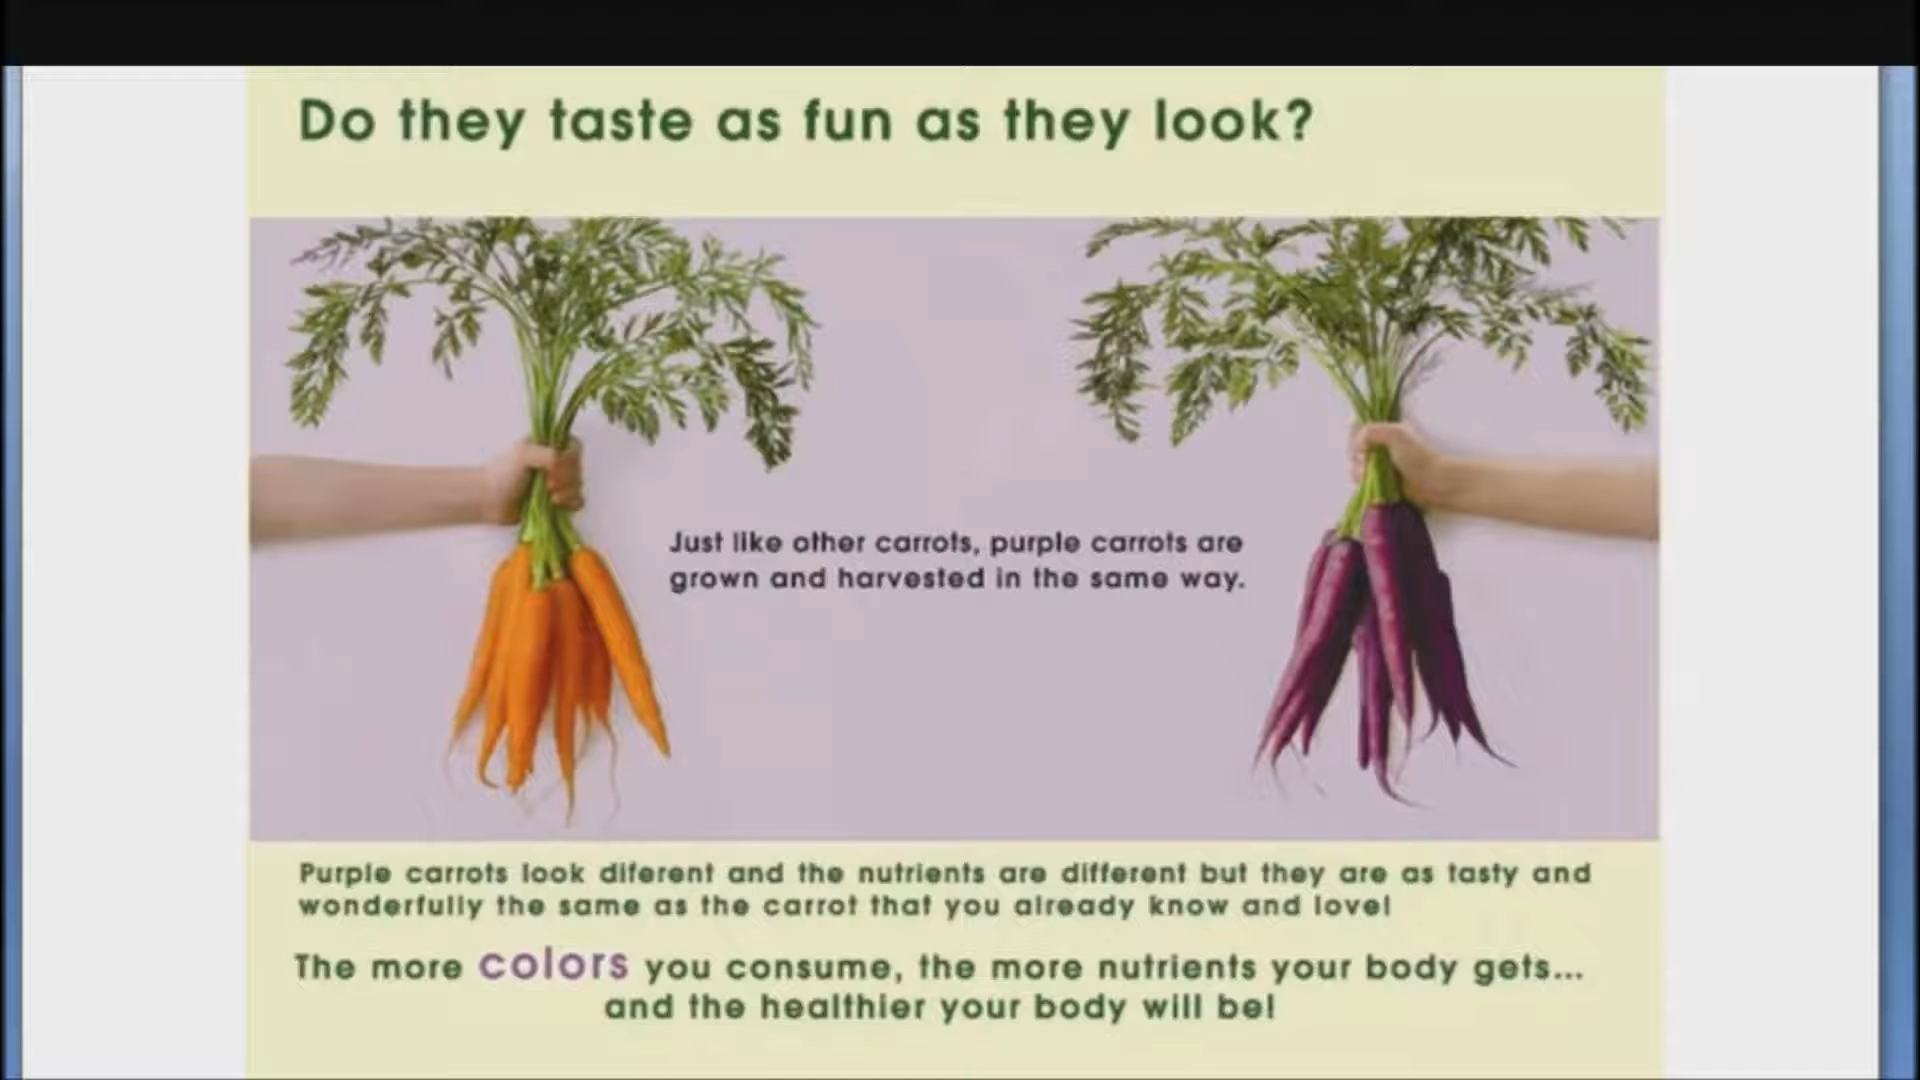 Do they taste as fun as they look?
Just like other carrots, purple carrots are
grown and harvested in the same way.
Purple carrots look diferent and the nutrients are different but they are as tasty and
wonderfully the same as the carrot that you already know and love!
The more colors you consume, the more nutrients your body gets...
and the healthier your body will be!